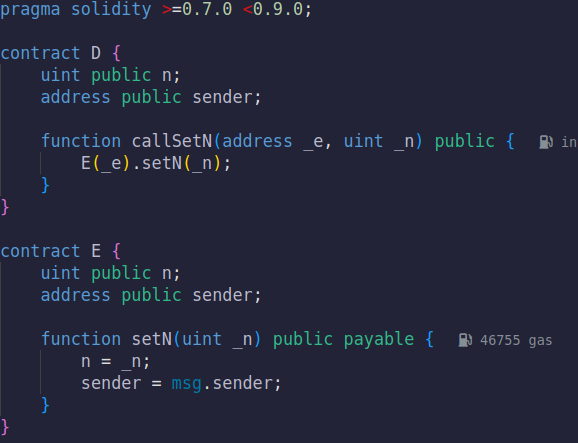 pragma solidity >=0.7.0 <0.9.0;
contract D {
uint public n;
address public sender;
function callSetN(address _e, uint _n) public { in
E(_e).setN(_n);
}
}
contract E {
uint public n;
address public sender;
function setN(uint _n) public payable { 46755 gas
n = _n;
sender = msg.sender;
}
}